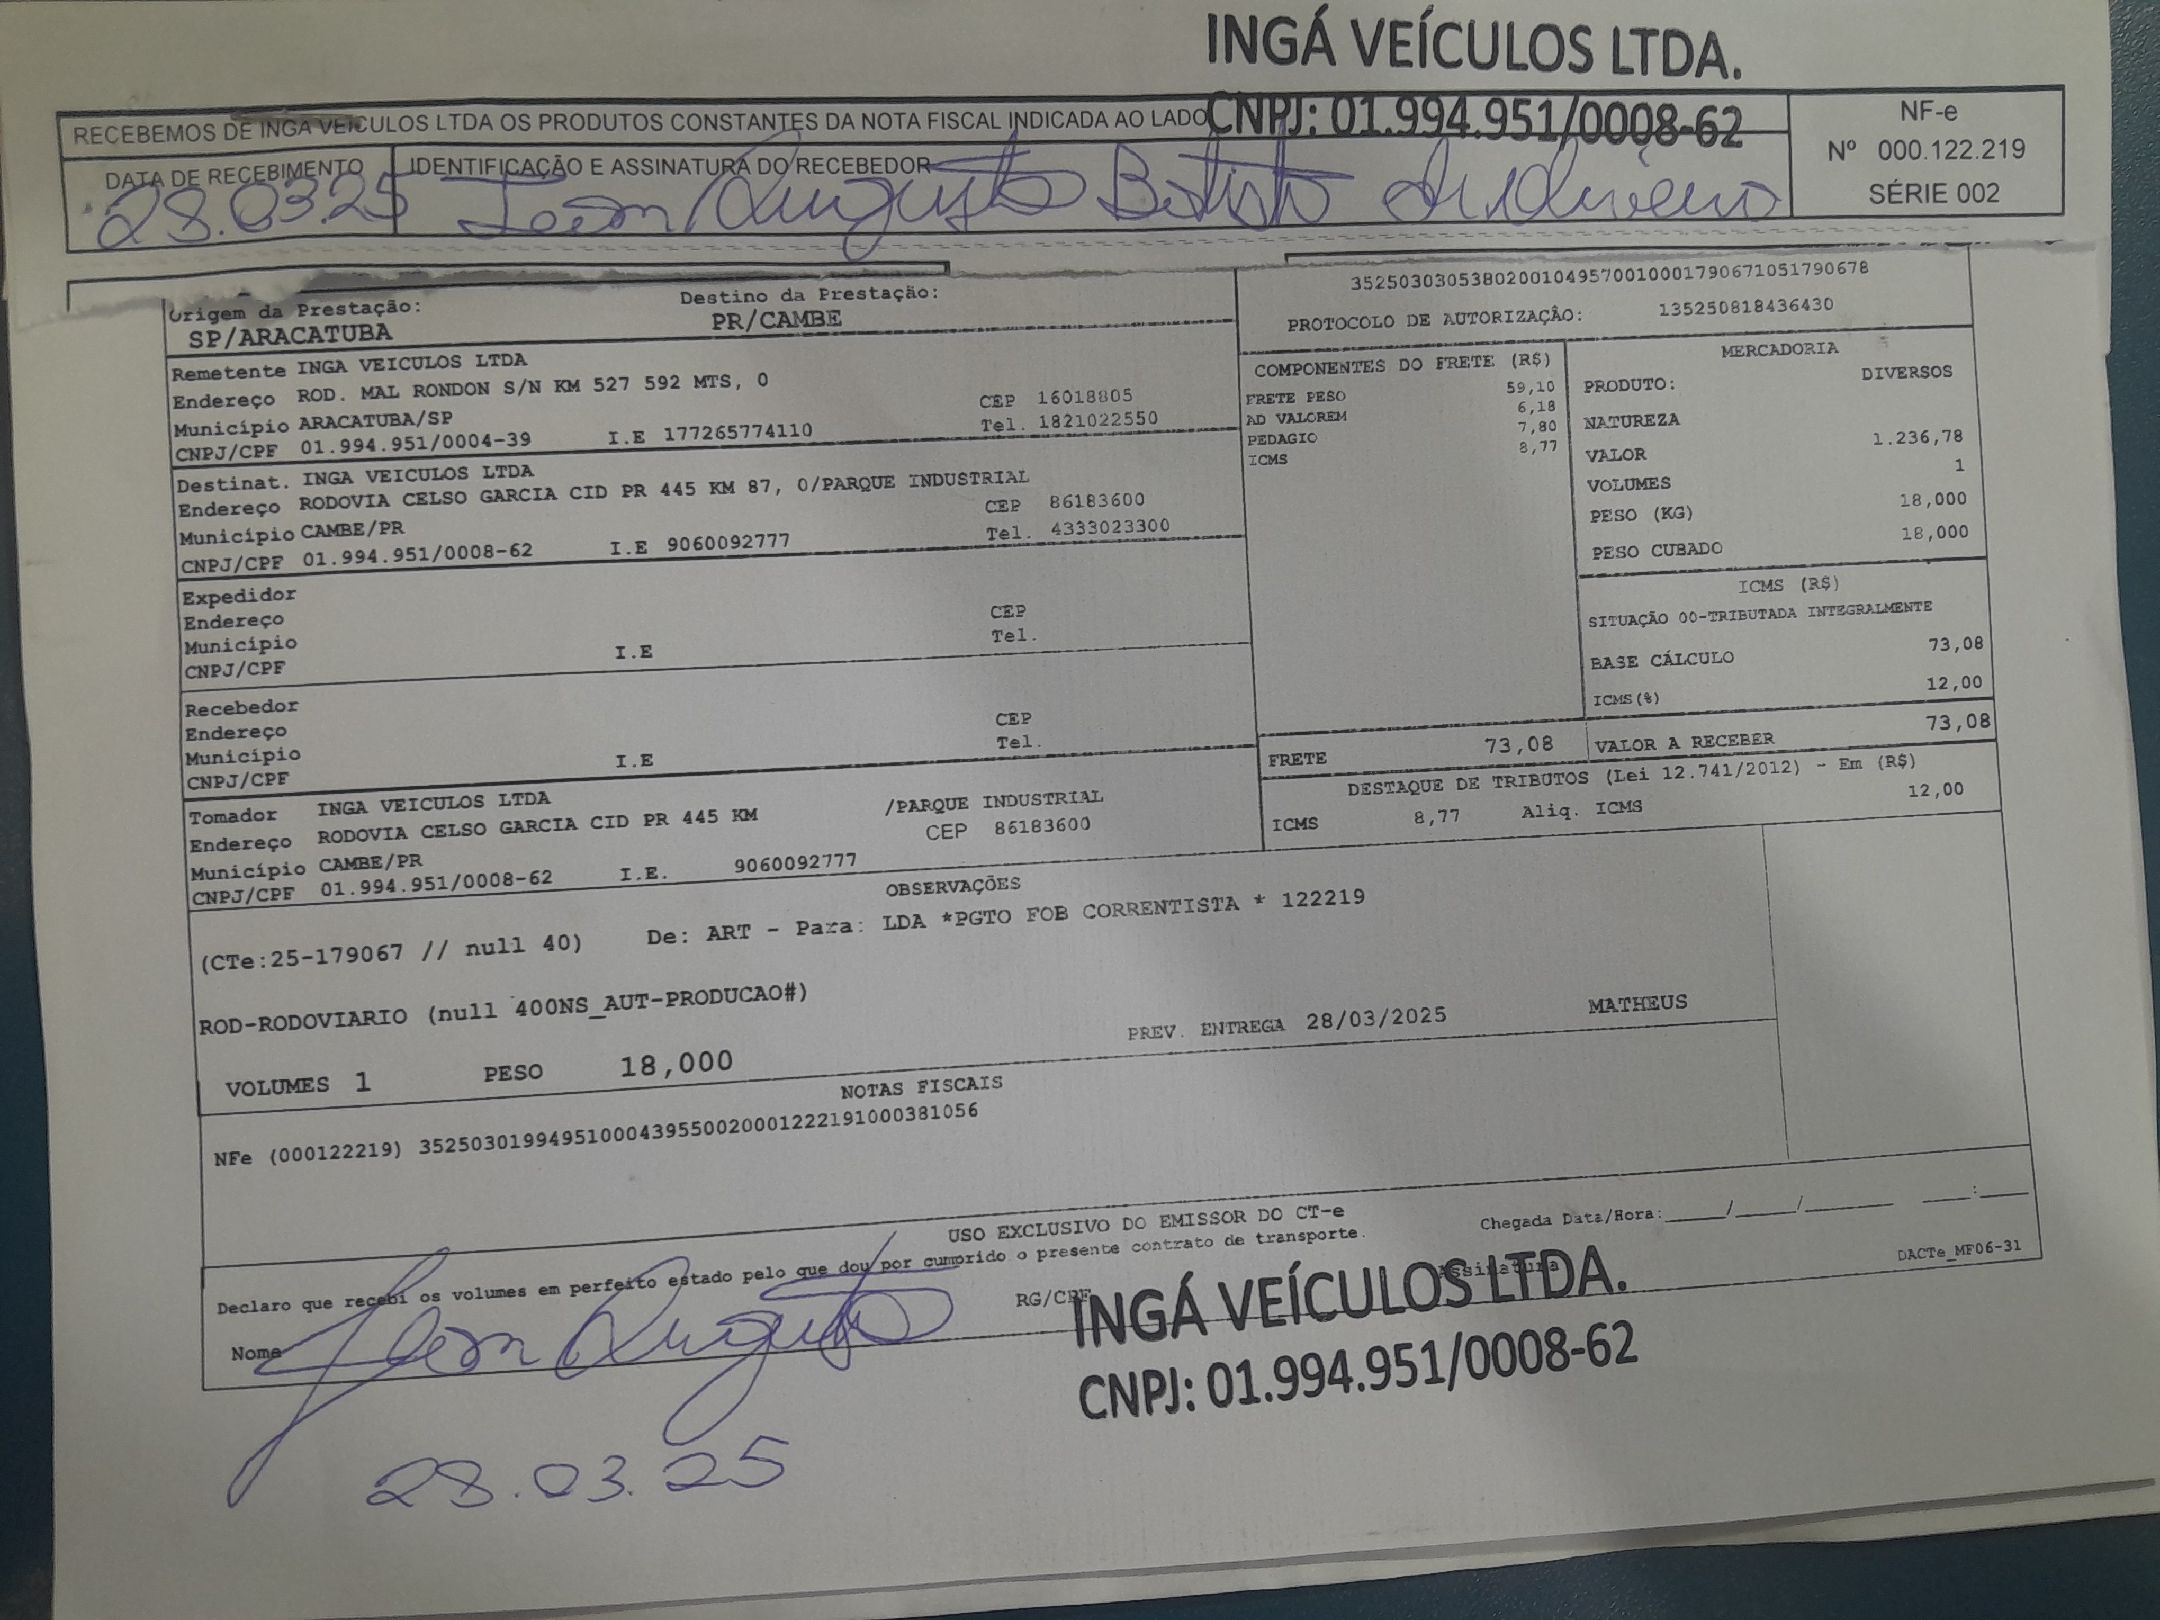 INGÁ VEÍCULOS LTDA.
CNPJ: 01.994.951/0008-62
RECEBEMOS DE INGA VEICULOS LTDA OS PRODUTOS CONSTANTES DA NOTA FISCAL INDICADA AO LADO
NF-e
Nº 000.122.219
SÉRIE 002
DATA DE RECEBIMENTO
28.03.25
IDENTIFICAÇÃO E ASSINATURA DO RECEBEDOR
Augusto Batista
Origem da Prestação: Destino da Prestação:
SP/ARACATUBA PR/CAMBE
35250303053802001049570010001790671051790678
PROTOCOLO DE AUTORIZAÇÃO: 135250818436430
Remetente INGA VEICULOS LTDA
Endereço ROD. MAL RONDON S/N KM 527 592 MTS, 0
CEP 16018805
Município ARACATUBA/SP
Tel. 1821022550
CNPJ/CPF 01.994.951/0004-39 I.E 177265774110
Destinat. INGA VEICULOS LTDA
Endereço RODOVIA CELSO GARCIA CID PR 445 KM 87, 0/PARQUE INDUSTRIAL
CEP 86183600
Município CAMBE/PR
Tel. 4333023300
CNPJ/CPF 01.994.951/0008-62 I.E 9060092777
Expedidor
Endereço CEP
Município Tel.
CNPJ/CPF I.E
Recebedor
Endereço CEP
Município Tel.
CNPJ/CPF I.E
Tomador INGA VEICULOS LTDA
Endereço RODOVIA CELSO GARCIA CID PR 445 KM /PARQUE INDUSTRIAL
Município CAMBE/PR CEP 86183600
CNPJ/CPF 01.994.951/0008-62 I.E. 9060092777
COMPONENTES DO FRETE (R$)
FRETE PESO 59,10
AD VALOREM 6,18
PEDAGIO 7,80
ICMS 8,77
MERCADORIA
PRODUTO: DIVERSOS
NATUREZA
VALOR 1.236,78
VOLUMES 1
PESO (KG) 18,000
PESO CUBADO 18,000
ICMS (R$)
SITUAÇÃO 00-TRIBUTADA INTEGRALMENTE
BASE CÁLCULO 73,08
ICMS(%) 12,00
FRETE 73,08 VALOR A RECEBER 73,08
DESTAQUE DE TRIBUTOS (Lei 12.741/2012) - Em (R$)
ICMS 8,77 Aliq. ICMS 12,00
OBSERVAÇÕES
(CTe:25-179067 // null 40) De: ART - Para: LDA *PGTO FOB CORRENTISTA * 122219
ROD-RODOVIARIO (null 400NS_AUT-PRODUCAO#)
PREV. ENTREGA 28/03/2025 MATHEUS
VOLUMES 1 PESO 18,000
NOTAS FISCAIS
NFe (000122219) 35250301994951000439550020001222191000381056
USO EXCLUSIVO DO EMISSOR DO CT-e
Declaro que recebi os volumes em perfeito estado pelo que dou por cumprido o presente contrato de transporte.
Chegada Data/Hora:_____/_____/_______ ____:____
Nome Augusto
RG/CPF
Assinatura
DACTe_MF06-31
INGÁ VEÍCULOS LTDA.
CNPJ: 01.994.951/0008-62
28.03.25